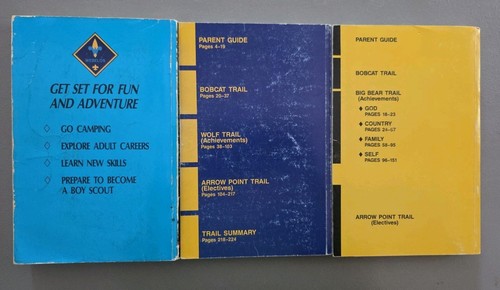 WEBELOS
GET SET FOR FUN
AND ADVENTURE
GO CAMPING
EXPLORE ADULT CAREERS
LEARN NEW SKILLS
PREPARE TO BECOME
A BOY SCOUT
PARENT GUIDE
Pages 4-19
BOBCAT TRAIL
Pages 20-37
WOLF TRAIL
(Achievements)
Pages 38-103
ARROW POINT TRAIL
(Electives)
Pages 104-217
TRAIL SUMMARY
Pages 218-224
PARENT GUIDE
BOBCAT TRAIL
BIG BEAR TRAIL
(Achievements)
GOD
PAGES 18-23
COUNTRY
PAGES 24-57
FAMILY
PAGES 58-95
SELF
PAGES 96-151
ARROW POINT TRAIL
(Electives)